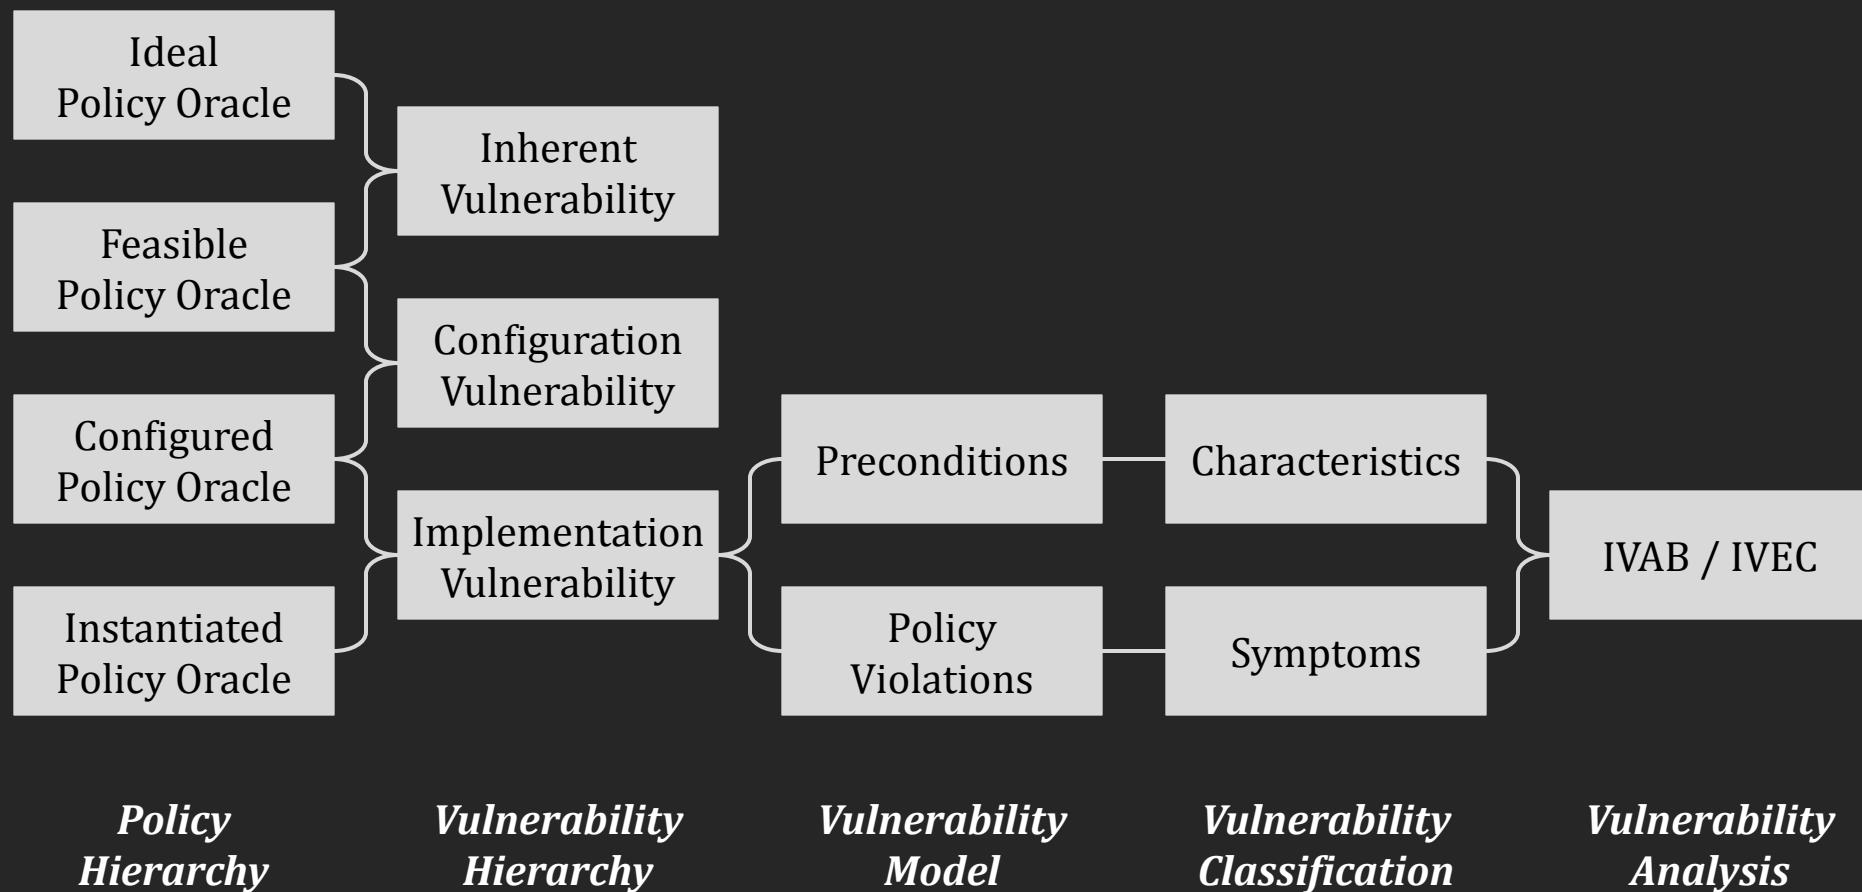 Ideal
Policy Oracle
Feasible
Policy Oracle
Configured
Policy Oracle
Instantiated
Policy Oracle
Inherent
Vulnerability
Configuration
Vulnerability
Implementation
Vulnerability
Preconditions
Policy
Violations
Characteristics
Symptoms
IVAB / IVEC
Policy
Hierarchy
Vulnerability
Hierarchy
Vulnerability
Model
Vulnerability
Classification
Vulnerability
Analysis